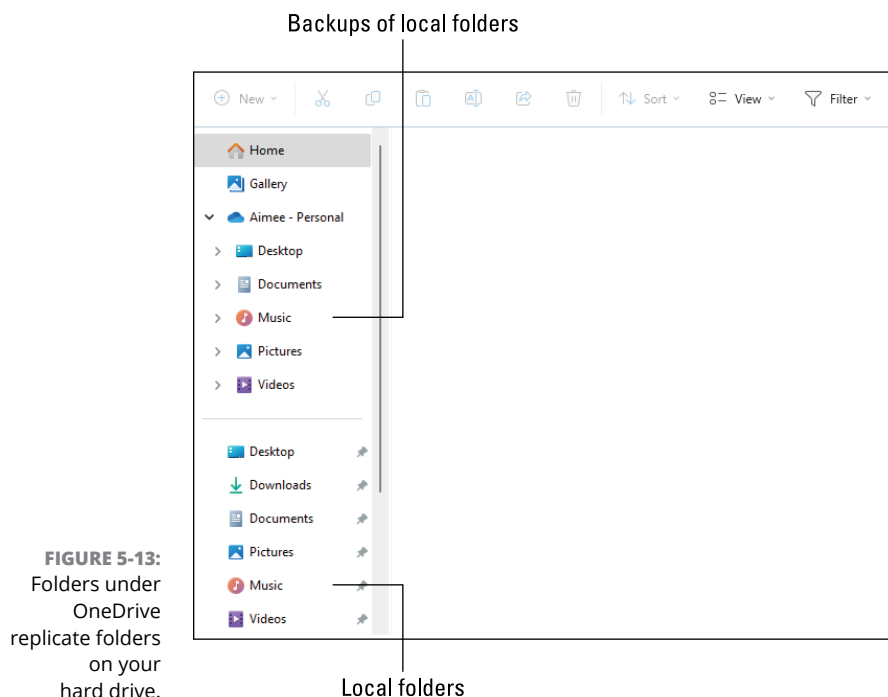 Backups of local folders
New
Sort
View
Filter
Home
Gallery
Aimee - Personal
Desktop
Documents
Music
Pictures
Videos
Desktop
Downloads
Documents
Pictures
Music
Videos
FIGURE 5-13:
Folders under
OneDrive
replicate folders
on your
hard drive.
Local folders